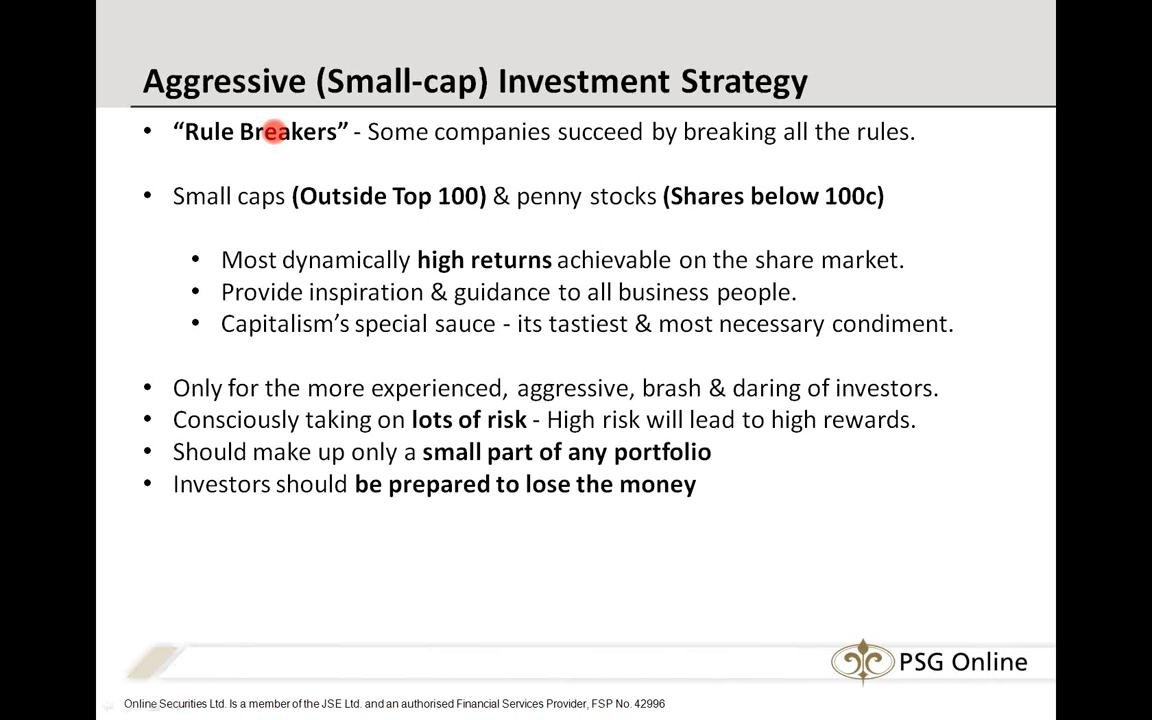 Aggressive (Small-cap) Investment Strategy
• “Rule Breakers” - Some companies succeed by breaking all the rules.
• Small caps (Outside Top 100) & penny stocks (Shares below 100c)
• Most dynamically high returns achievable on the share market.
• Provide inspiration & guidance to all business people.
• Capitalism’s special sauce - its tastiest & most necessary condiment.
• Only for the more experienced, aggressive, brash & daring of investors.
• Consciously taking on lots of risk - High risk will lead to high rewards.
• Should make up only a small part of any portfolio
• Investors should be prepared to lose the money
PSG Online
Online Securities Ltd. Is a member of the JSE Ltd. and an authorised Financial Services Provider, FSP No. 42996